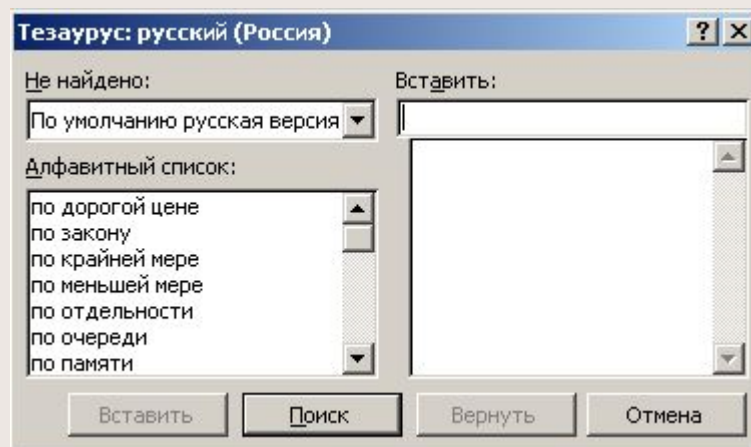 Тезаурус: русский (Россия)
Не найдено:
По умолчанию русская версия
Алфавитный список:
по дорогой цене
по закону
по крайней мере
по меньшей мере
по отдельности
по очереди
по памяти
Вставить:
Вставить
Поиск
Вернуть
Отмена